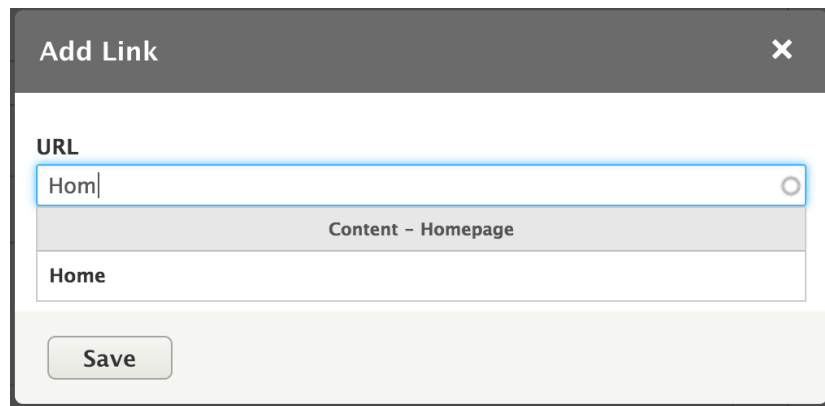 Add Link
URL
Hom
Content – Homepage
Home
Save